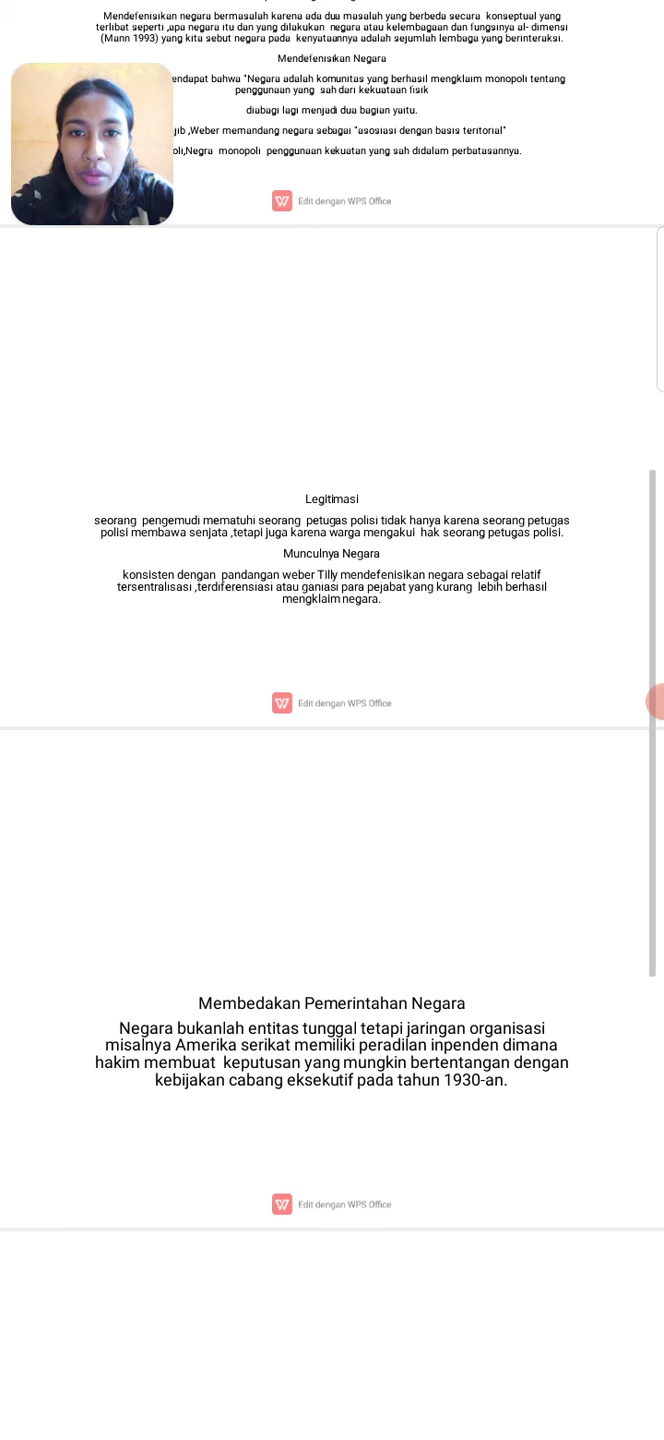 Mendefenisikan negara bermasalah karena ada dua masalah yang berbeda secara konseptual yang
terlibat seperti ,apa negara itu dan yang dilakukan negara atau kelembagaan dan fungsinya al- dimensi
(Mann 1993) yang kita sebut negara pada kenyataannya adalah sejumlah lembaga yang berinteraksi.
Mendefenisikan Negara
endapat bahwa "Negara adalah komunitas yang berhasil mengklaim monopoli tentang
penggunaan yang sah dari kekuataan fisik
diabagi lagi menjadi dua bagian yaitu.
jib ,Weber memandang negara sebagai "asosiasi dengan basis teritorial"
oli,Negra monopoli penggunaan kekuatan yang sah didalam perbatasannya.
Edit dengan WPS Office
Legitimasi
seorang pengemudi mematuhi seorang petugas polisi tidak hanya karena seorang petugas
polisi membawa senjata ,tetapi juga karena warga mengakui hak seorang petugas polisi.
Munculnya Negara
konsisten dengan pandangan weber Tilly mendefenisikan negara sebagai relatif
tersentralisasi ,terdiferensiasi atau ganiasi para pejabat yang kurang lebih berhasil
mengklaim negara.
Edit dengan WPS Office
Membedakan Pemerintahan Negara
Negara bukanlah entitas tunggal tetapi jaringan organisasi
misalnya Amerika serikat memiliki peradilan inpenden dimana
hakim membuat keputusan yang mungkin bertentangan dengan
kebijakan cabang eksekutif pada tahun 1930-an.
Edit dengan WPS Office